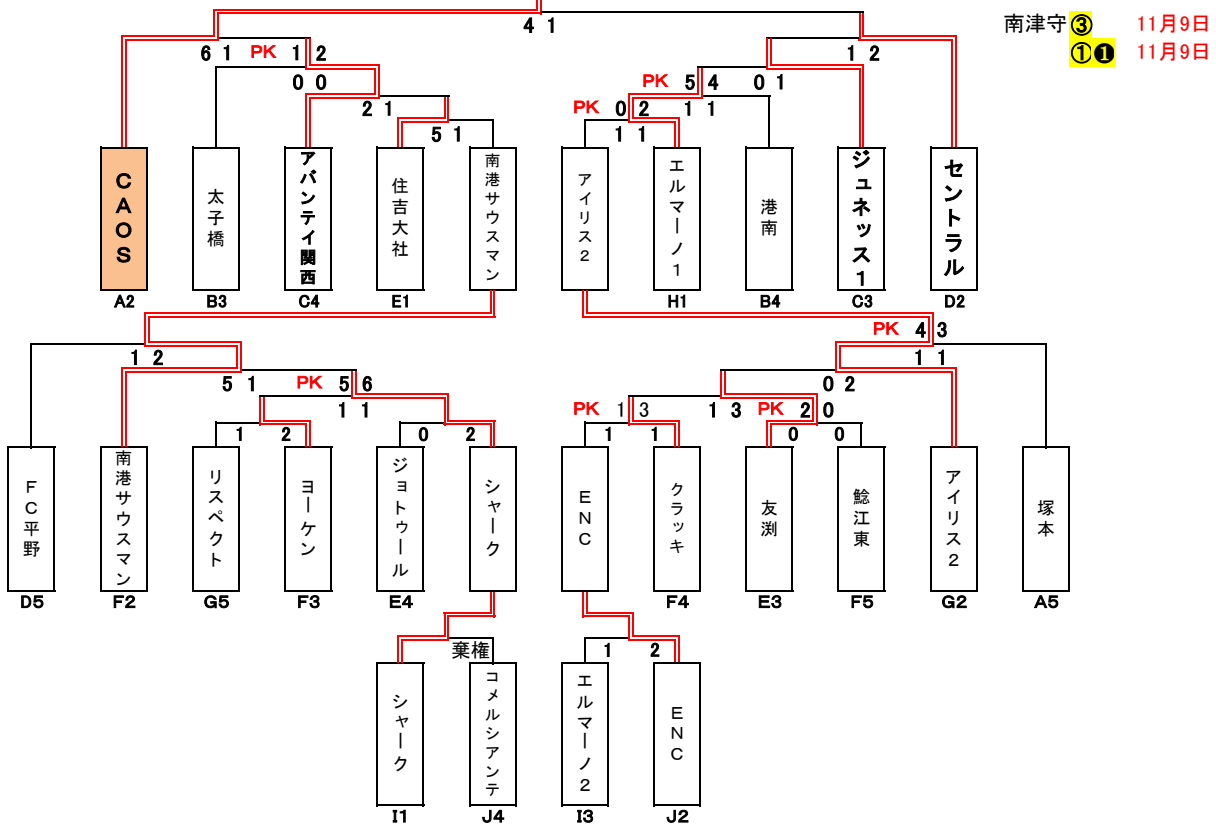 4 1
南津守 ③ 11月9日
①❶ 11月9日
6 1 PK 1 2
1 2
0 0
PK 5 4 0 1
2 1
PK 0 2 1 1
5 1
1 1
CAOS
太子橋
アバンテイ関西
住吉大社
南港サウスマン
アイリス2
エルマーノ1
港南
ジュネッス1
セントラル
A2 B3 C4 E1 H1 B4 C3 D2
PK 4 3
1 2
1 1
5 1 PK 5 6
0 2
1 1
PK 1 3 1 3 PK 2 0
1 2 0 2 1 1 0 0
FC平野
南港サウスマン
リスペクト
ヨーケン
ジョトゥール
シャーク
ENC
クラッキ
友渕
鯰江東
アイリス2
塚本
D5 F2 G5 F3 E4 F4 E3 F5 G2 A5
棄権 1 2
シャーク
コメルシアンテ
エルマーノ2
ENC
I1 J4 I3 J2